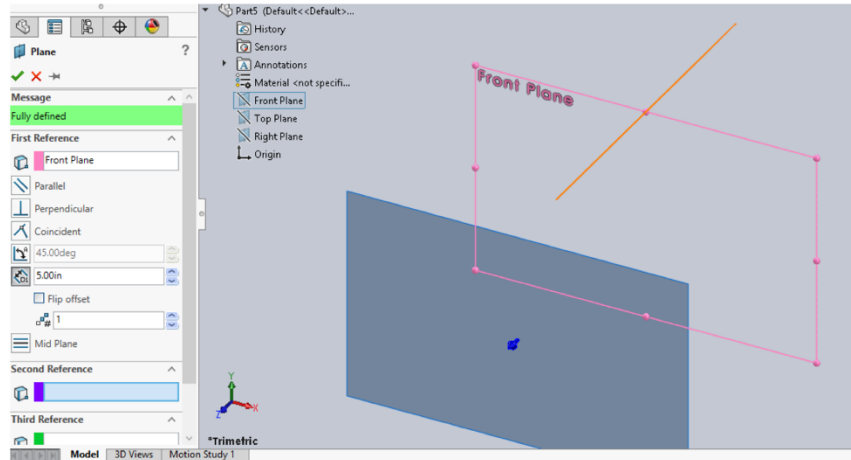 Plane
?
Message
Fully defined
First Reference
Front Plane
Parallel
Perpendicular
Coincident
45.00deg
5.00in
Flip offset
# 1
Mid Plane
Second Reference
Third Reference
Part5 (Default<<Default>...
History
Sensors
A Annotations
Material <not specifi...
Front Plane
Top Plane
Right Plane
Origin
Front Plane
Y
X
Z
*Trimetric
Model 3D Views Motion Study 1